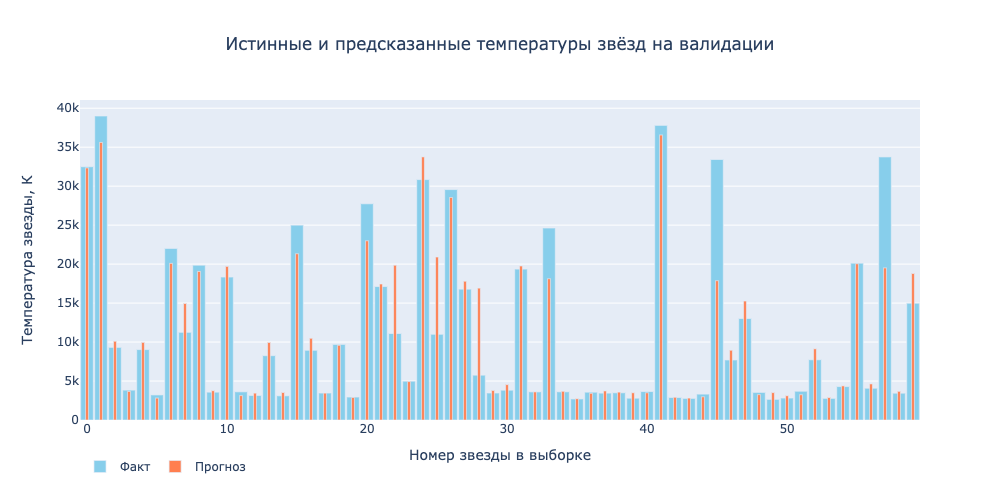 Истинные и предсказанные температуры звёзд на валидации
40k
35k
30k
25k
20k
15k
10k
5k
0
Температура звезды, К
0 10 20 30 40 50
Номер звезды в выборке
Факт Прогноз